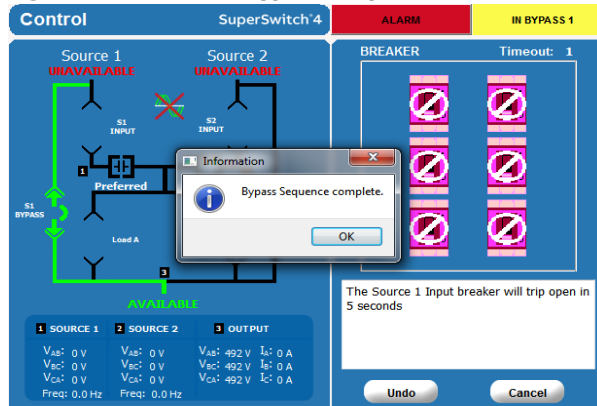 Control
SuperSwitch®4
ALARM
IN BYPASS 1
Source 1
UNAVAILABLE
Source 2
UNAVAILABLE
S1
INPUT
S2
INPUT
1
Preferred
S1
BYPASS
Load A
3
AVAILABLE
Information
Bypass Sequence complete.
OK
BREAKER
Timeout: 1
The Source 1 Input breaker will trip open in
5 seconds
1 SOURCE 1
VAB: 0 V
VBC: 0 V
VCA: 0 V
Freq: 0.0 Hz
2 SOURCE 2
VAB: 0 V
VBC: 0 V
VCA: 0 V
Freq: 0.0 Hz
3 OUTPUT
VAB: 492 V IA: 0 A
VBC: 492 V IB: 0 A
VCA: 492 V IC: 0 A
Undo
Cancel